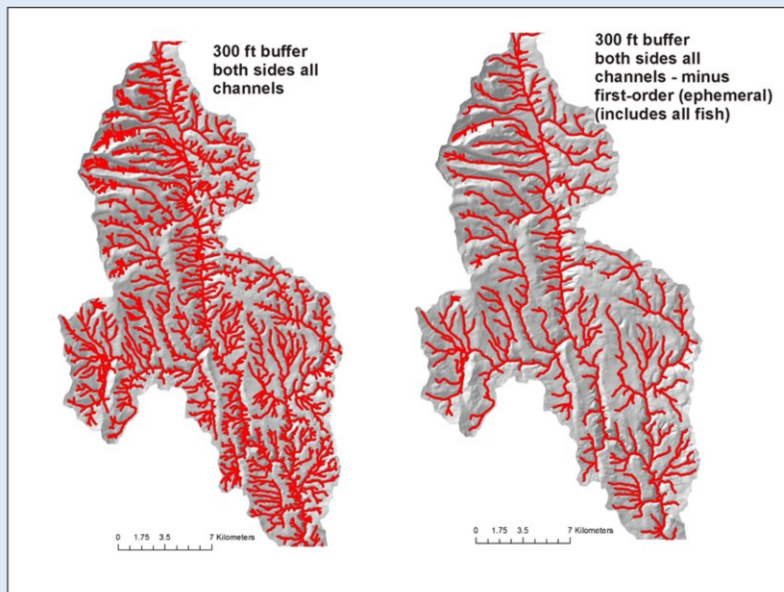 300 ft buffer
both sides all
channels
300 ft buffer
both sides all
channels - minus
first-order (ephemeral)
(includes all fish)
0 1.75 3.5 7 Kilometers
0 1.75 3.5 7 Kilometers